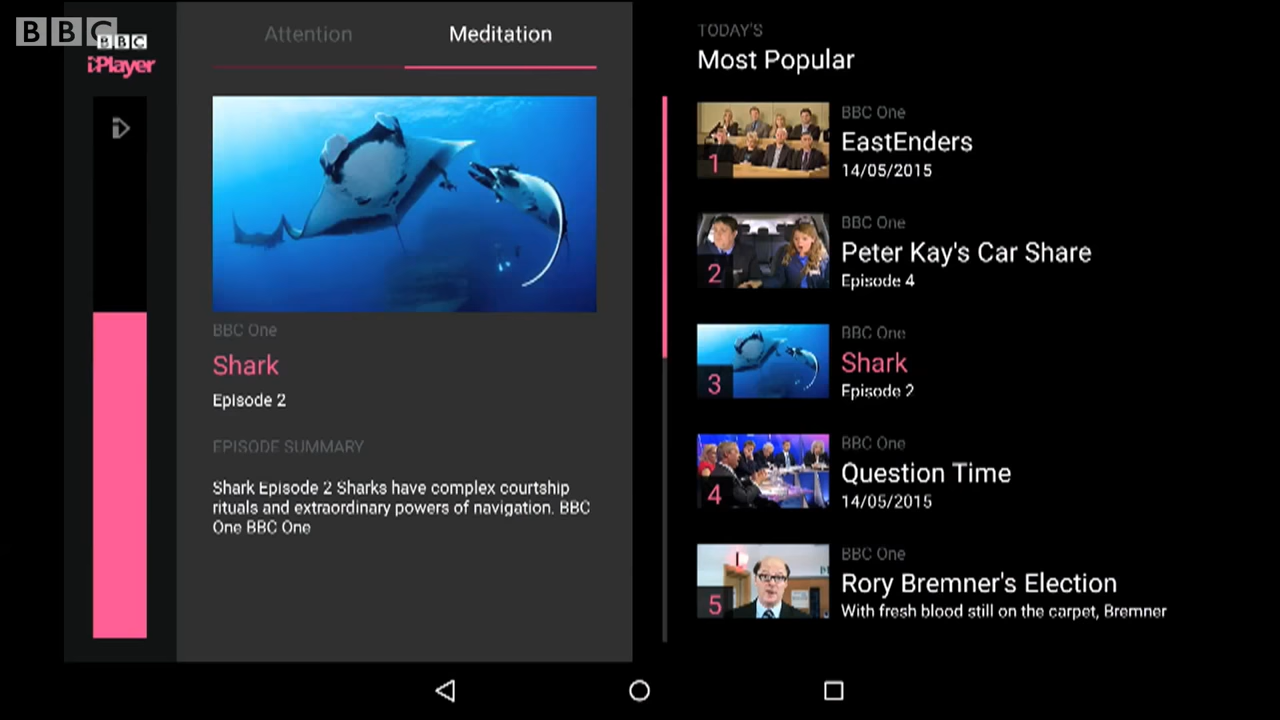 BBC
BBC
iPlayer
Attention
Meditation
BBC One
Shark
Episode 2
EPISODE SUMMARY
Shark Episode 2 Sharks have complex courtship
rituals and extraordinary powers of navigation. BBC
One BBC One
TODAY'S
Most Popular
1
BBC One
EastEnders
14/05/2015
2
BBC One
Peter Kay's Car Share
Episode 4
3
BBC One
Shark
Episode 2
4
BBC One
Question Time
14/05/2015
5
BBC One
Rory Bremner's Election
With fresh blood still on the carpet, Bremner